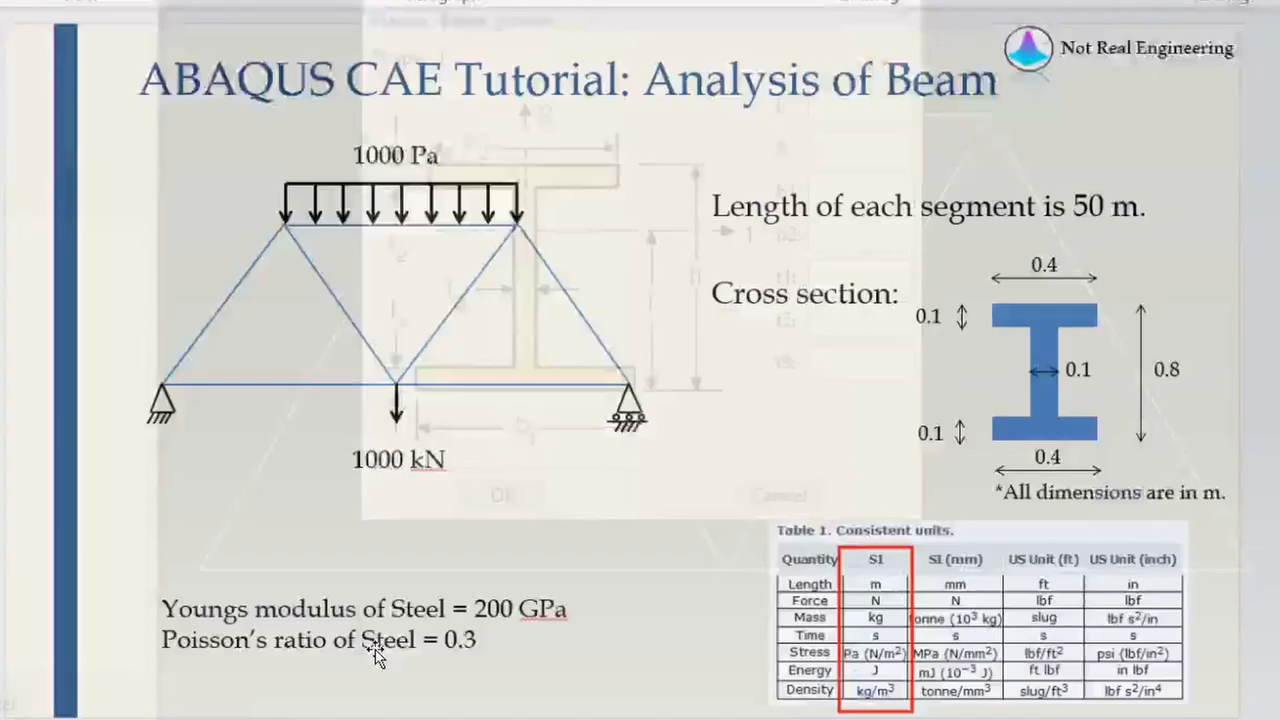 Not Real Engineering
ABAQUS CAE Tutorial: Analysis of Beam
1000 Pa
Length of each segment is 50 m.
Cross section:
0.4
0.1
0.1
0.8
0.1
0.4
*All dimensions are in m.
1000 kN
OK
Cancel
Table 1. Consistent units.
Quantity SI SI (mm) US Unit (ft) US Unit (inch)
Length m mm ft in
Force N N lbf lbf
Mass kg tonne (10³ kg) slug lbf s²/in
Time s s s s
Stress Pa (N/m²) MPa (N/mm²) lbf/ft² psi (lbf/in²)
Energy J mJ (10⁻³ J) ft lbf in lbf
Density kg/m³ tonne/mm³ slug/ft³ lbf s²/in⁴
Youngs modulus of Steel = 200 GPa
Poisson's ratio of Steel = 0.3